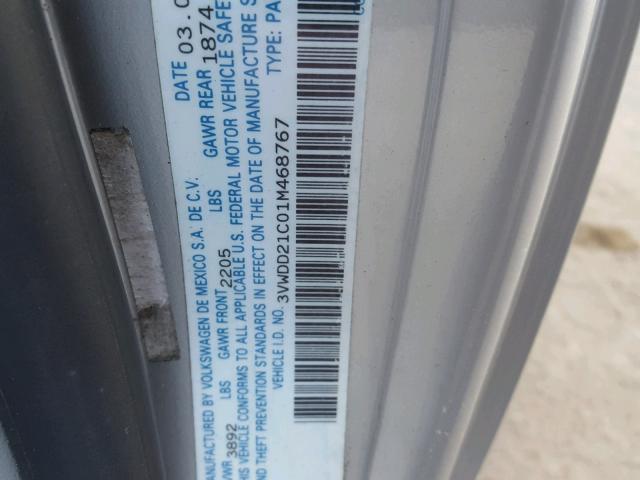 MANUFACTURED BY VOLKSWAGEN DE MEXICO S.A. DE C.V. DATE 03.0
GVWR 3892 LBS GAWR FRONT 2205 LBS GAWR REAR 1874
THIS VEHICLE CONFORMS TO ALL APPLICABLE U.S. FEDERAL MOTOR VEHICLE SAFE
AND THEFT PREVENTION STANDARDS IN EFFECT ON THE DATE OF MANUFACTURE S
VEHICLE I.D. NO. 3VWDD21C01M468767 TYPE: PA